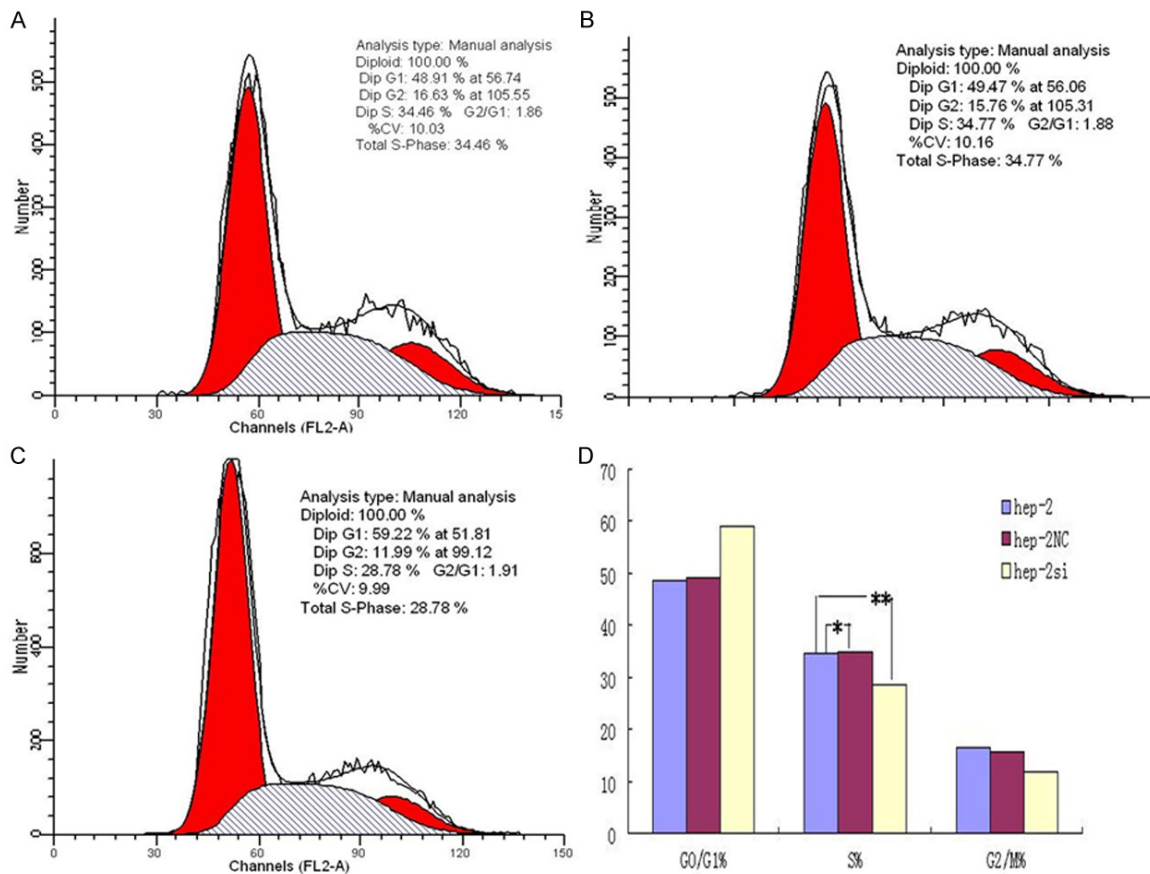 A
Analysis type: Manual analysis
Diploid: 100.00 %
Dip G1: 48.91 % at 56.74
Dip G2: 16.63 % at 105.55
Dip S: 34.46 % G2/G1: 1.86
%CV: 10.03
Total S-Phase: 34.46 %
Number
0
100
200
300
400
500
0
30
60
90
120
15
Channels (FL2-A)
B
Analysis type: Manual analysis
Diploid: 100.00 %
Dip G1: 49.47 % at 56.06
Dip G2: 15.76 % at 105.31
Dip S: 34.77 % G2/G1: 1.88
%CV: 10.16
Total S-Phase: 34.77 %
Number
0
100
200
300
400
500
C
Analysis type: Manual analysis
Diploid: 100.00 %
Dip G1: 59.22 % at 51.81
Dip G2: 11.99 % at 99.12
Dip S: 28.78 % G2/G1: 1.91
%CV: 9.99
Total S-Phase: 28.78 %
Number
0
200
400
600
0
30
60
90
120
150
Channels (FL2-A)
D
70
60
50
40
30
20
10
0
hep-2
hep-2NC
hep-2si
**
*
G0/G1%
S%
G2/M%